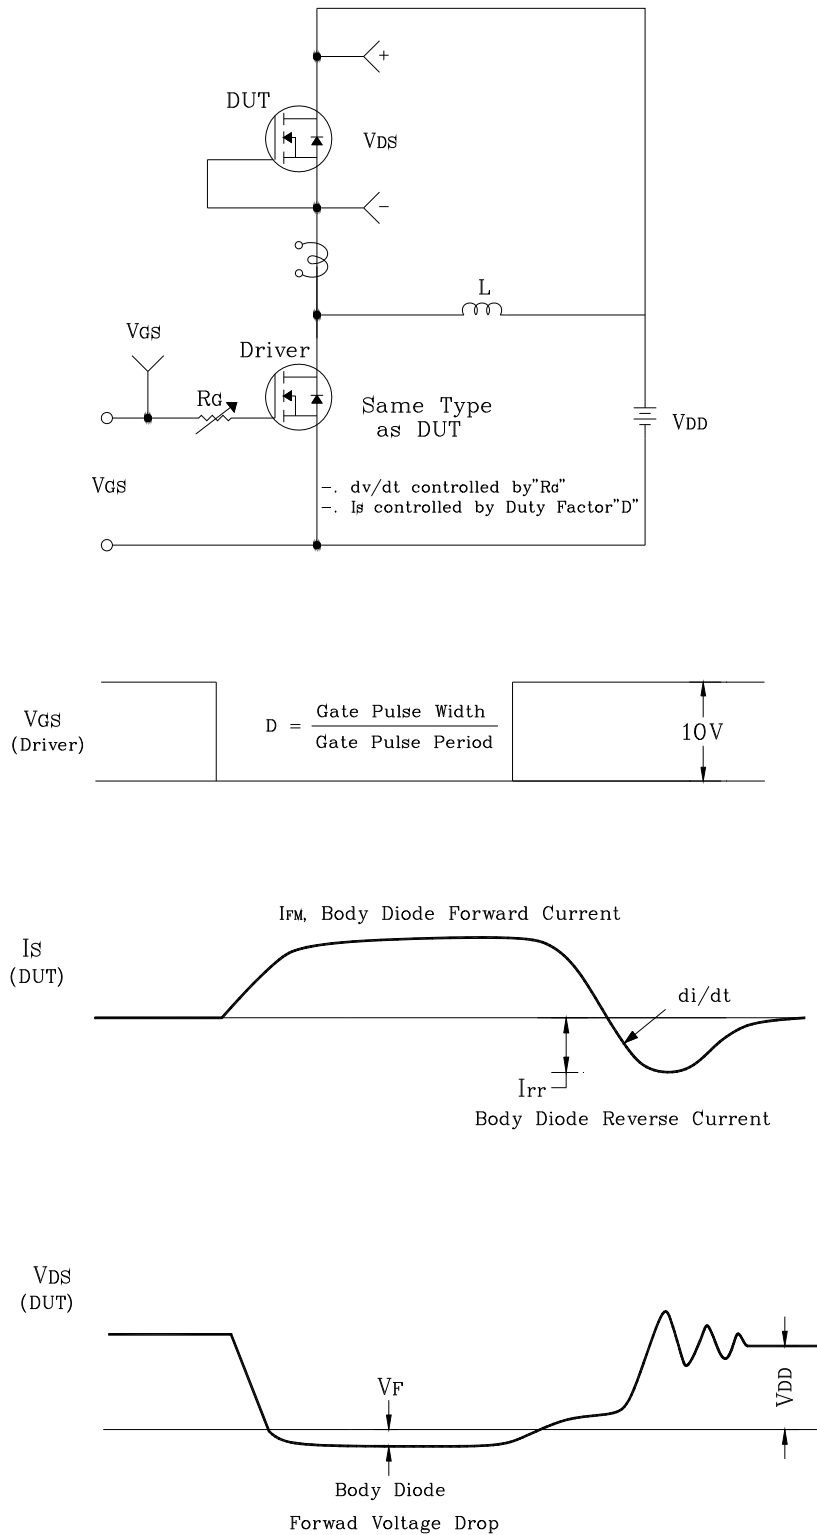 +
DUT
VDS
-
L
VGS
Driver
RG
Same Type
as DUT
VDD
VGS
-. dv/dt controlled by"RG"
-. Is controlled by Duty Factor"D"
VGS
(Driver)
D = Gate Pulse Width
Gate Pulse Period
10V
IFM, Body Diode Forward Current
IS
(DUT)
di/dt
Irr
Body Diode Reverse Current
VDS
(DUT)
VF
VDD
Body Diode
Forwad Voltage Drop